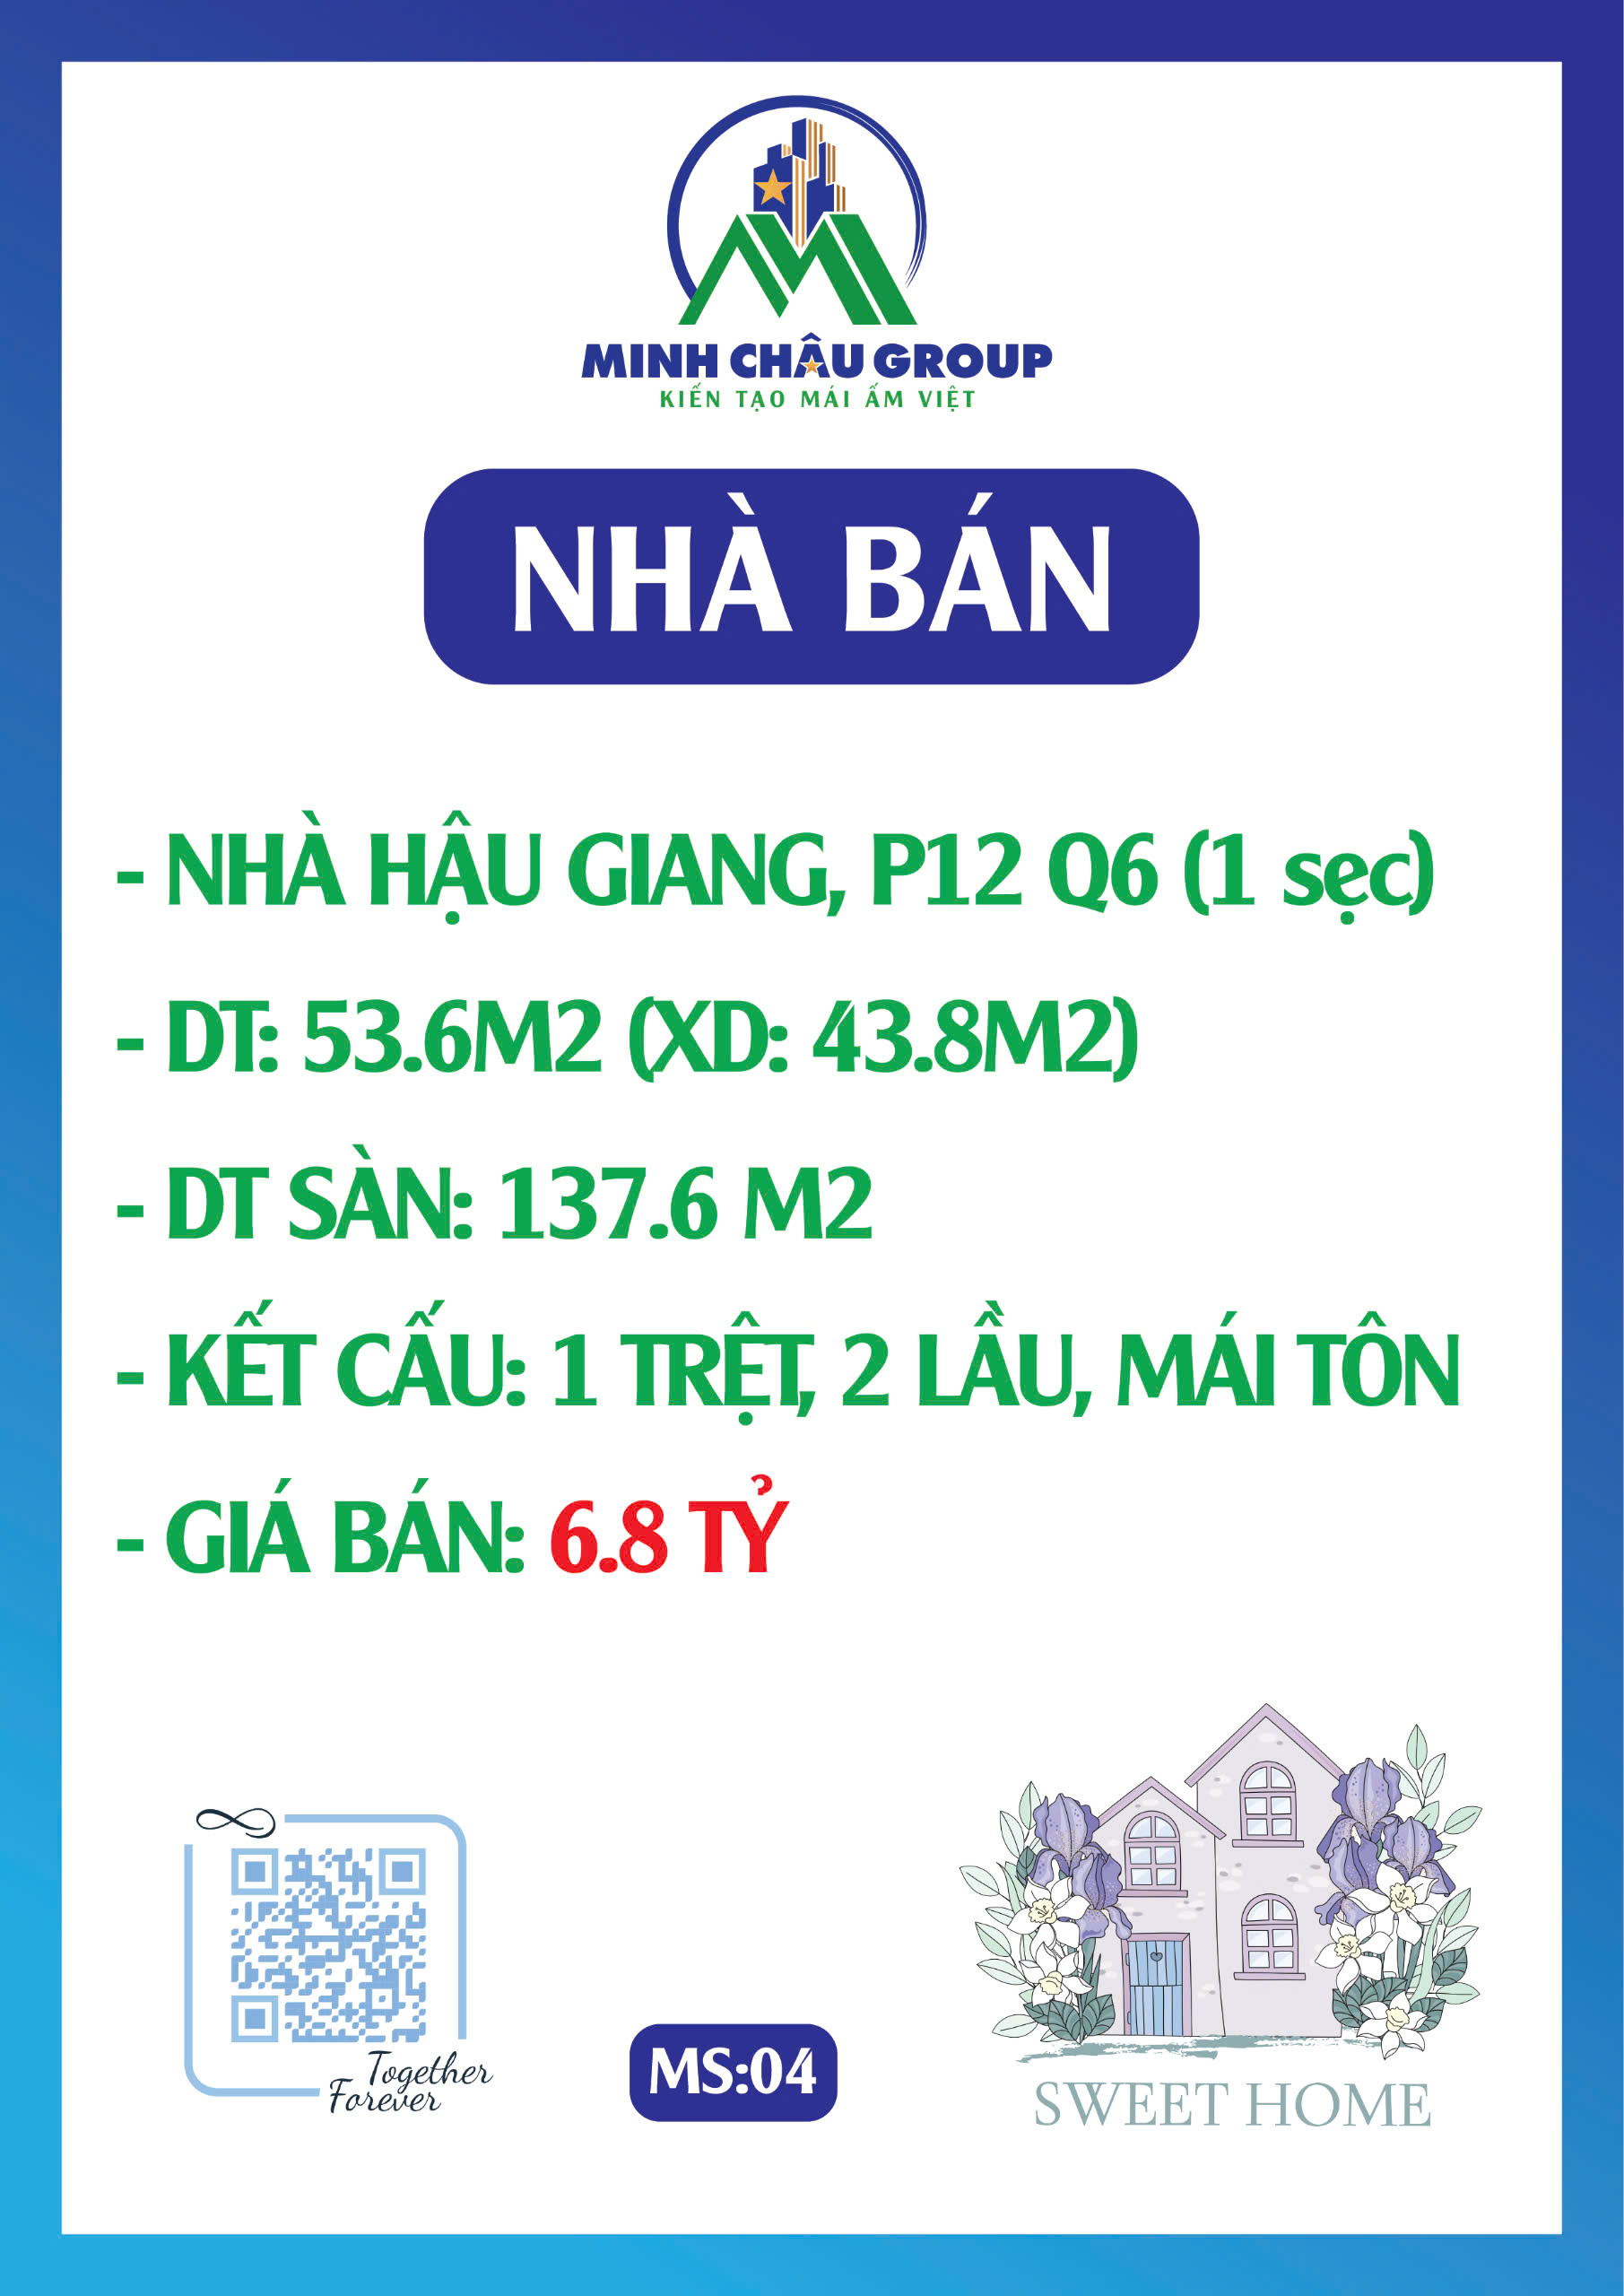 MINH CHÂU GROUP
KIẾN TẠO MÁI ẤM VIỆT
NHÀ BÁN
- NHÀ HẬU GIANG, P12 Q6 (1 sẹc)
- DT: 53.6M2 (XD: 43.8M2)
- DT SÀN: 137.6 M2
- KẾT CẤU: 1 TRỆT, 2 LẦU, MÁI TÔN
- GIÁ BÁN: 6.8 TỶ
Together
Forever
MS:04
SWEET HOME